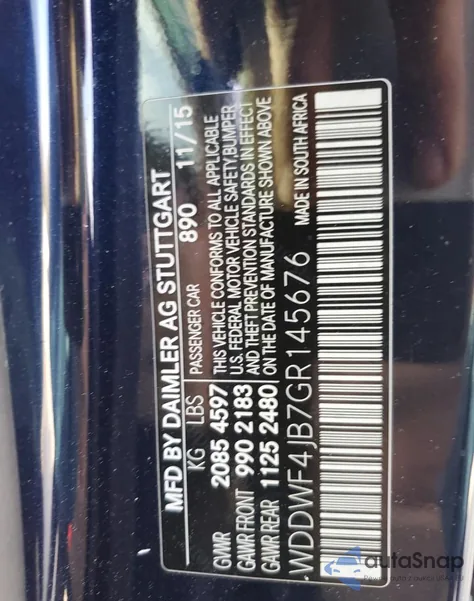 MFD BY DAIMLER AG STUTTGART
KG LBS PASSENGER CAR 890 11/15
GVWR 2085 4597 THIS VEHICLE CONFORMS TO ALL APPLICABLE
GAWR FRONT 990 2183 U.S. FEDERAL MOTOR VEHICLE SAFETY,BUMPER
GAWR REAR 1125 2480 AND THEFT PREVENTION STANDARDS IN EFFECT
ON THE DATE OF MANUFACTURE SHOWN ABOVE
WDDWF4JB7GR145676 MADE IN SOUTH AFRICA
autaSnap